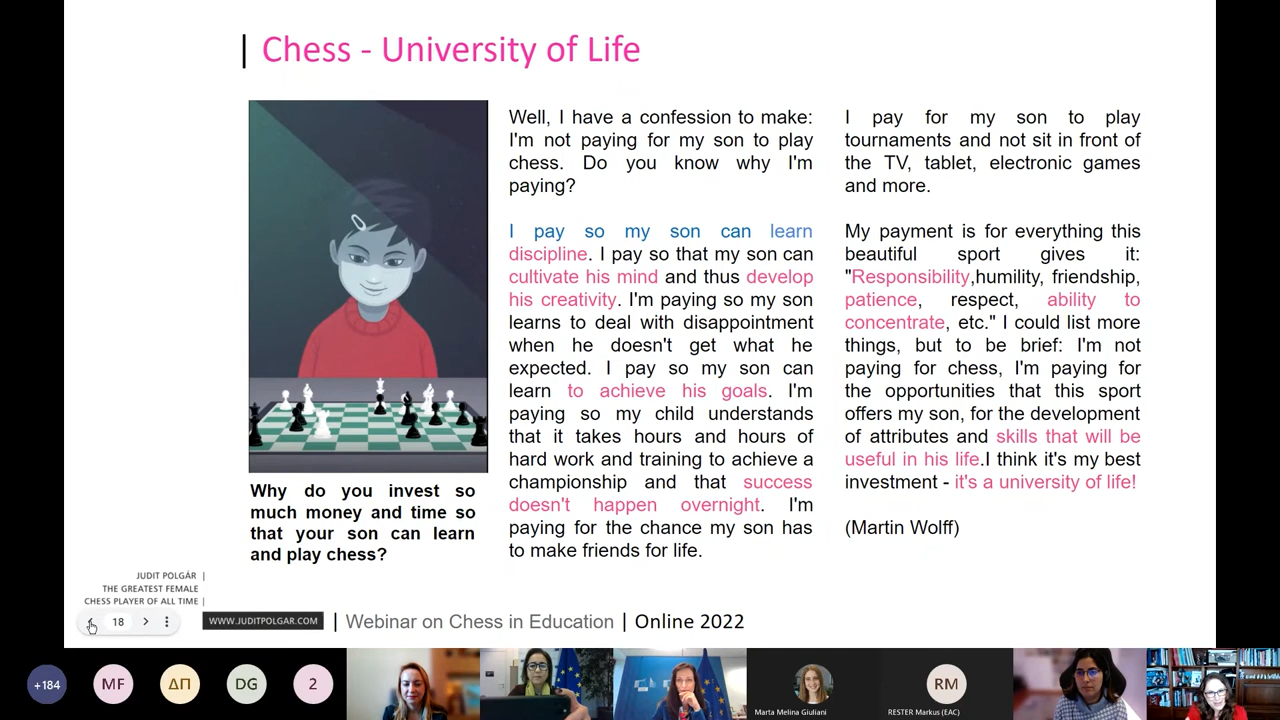 Chess - University of Life
Well, I have a confession to make:
I'm not paying for my son to play
chess. Do you know why I'm
paying?
I pay so my son can learn
discipline. I pay so that my son can
cultivate his mind and thus develop
his creativity. I'm paying so my son
learns to deal with disappointment
when he doesn't get what he
expected. I pay so my son can
learn to achieve his goals. I'm
paying so my child understands
that it takes hours and hours of
hard work and training to achieve a
championship and that success
doesn't happen overnight. I'm
paying for the chance my son has
to make friends for life.
I pay for my son to play
tournaments and not sit in front of
the TV, tablet, electronic games
and more.
My payment is for everything this
beautiful sport gives it:
"Responsibility,humility, friendship,
patience, respect, ability to
concentrate, etc." I could list more
things, but to be brief: I'm not
paying for chess, I'm paying for
the opportunities that this sport
offers my son, for the development
of attributes and skills that will be
useful in his life.I think it's my best
investment - it's a university of life!
(Martin Wolff)
Why do you invest so
much money and time so
that your son can learn
and play chess?
JUDIT POLGÁR |
THE GREATEST FEMALE
CHESS PLAYER OF ALL TIME |
18
WWW.JUDITPOLGAR.COM
| Webinar on Chess in Education | Online 2022
+184
MF
ΔΠ
DG
2
Marta Melina Giuliani
RM
RESTER Markus (EAC)